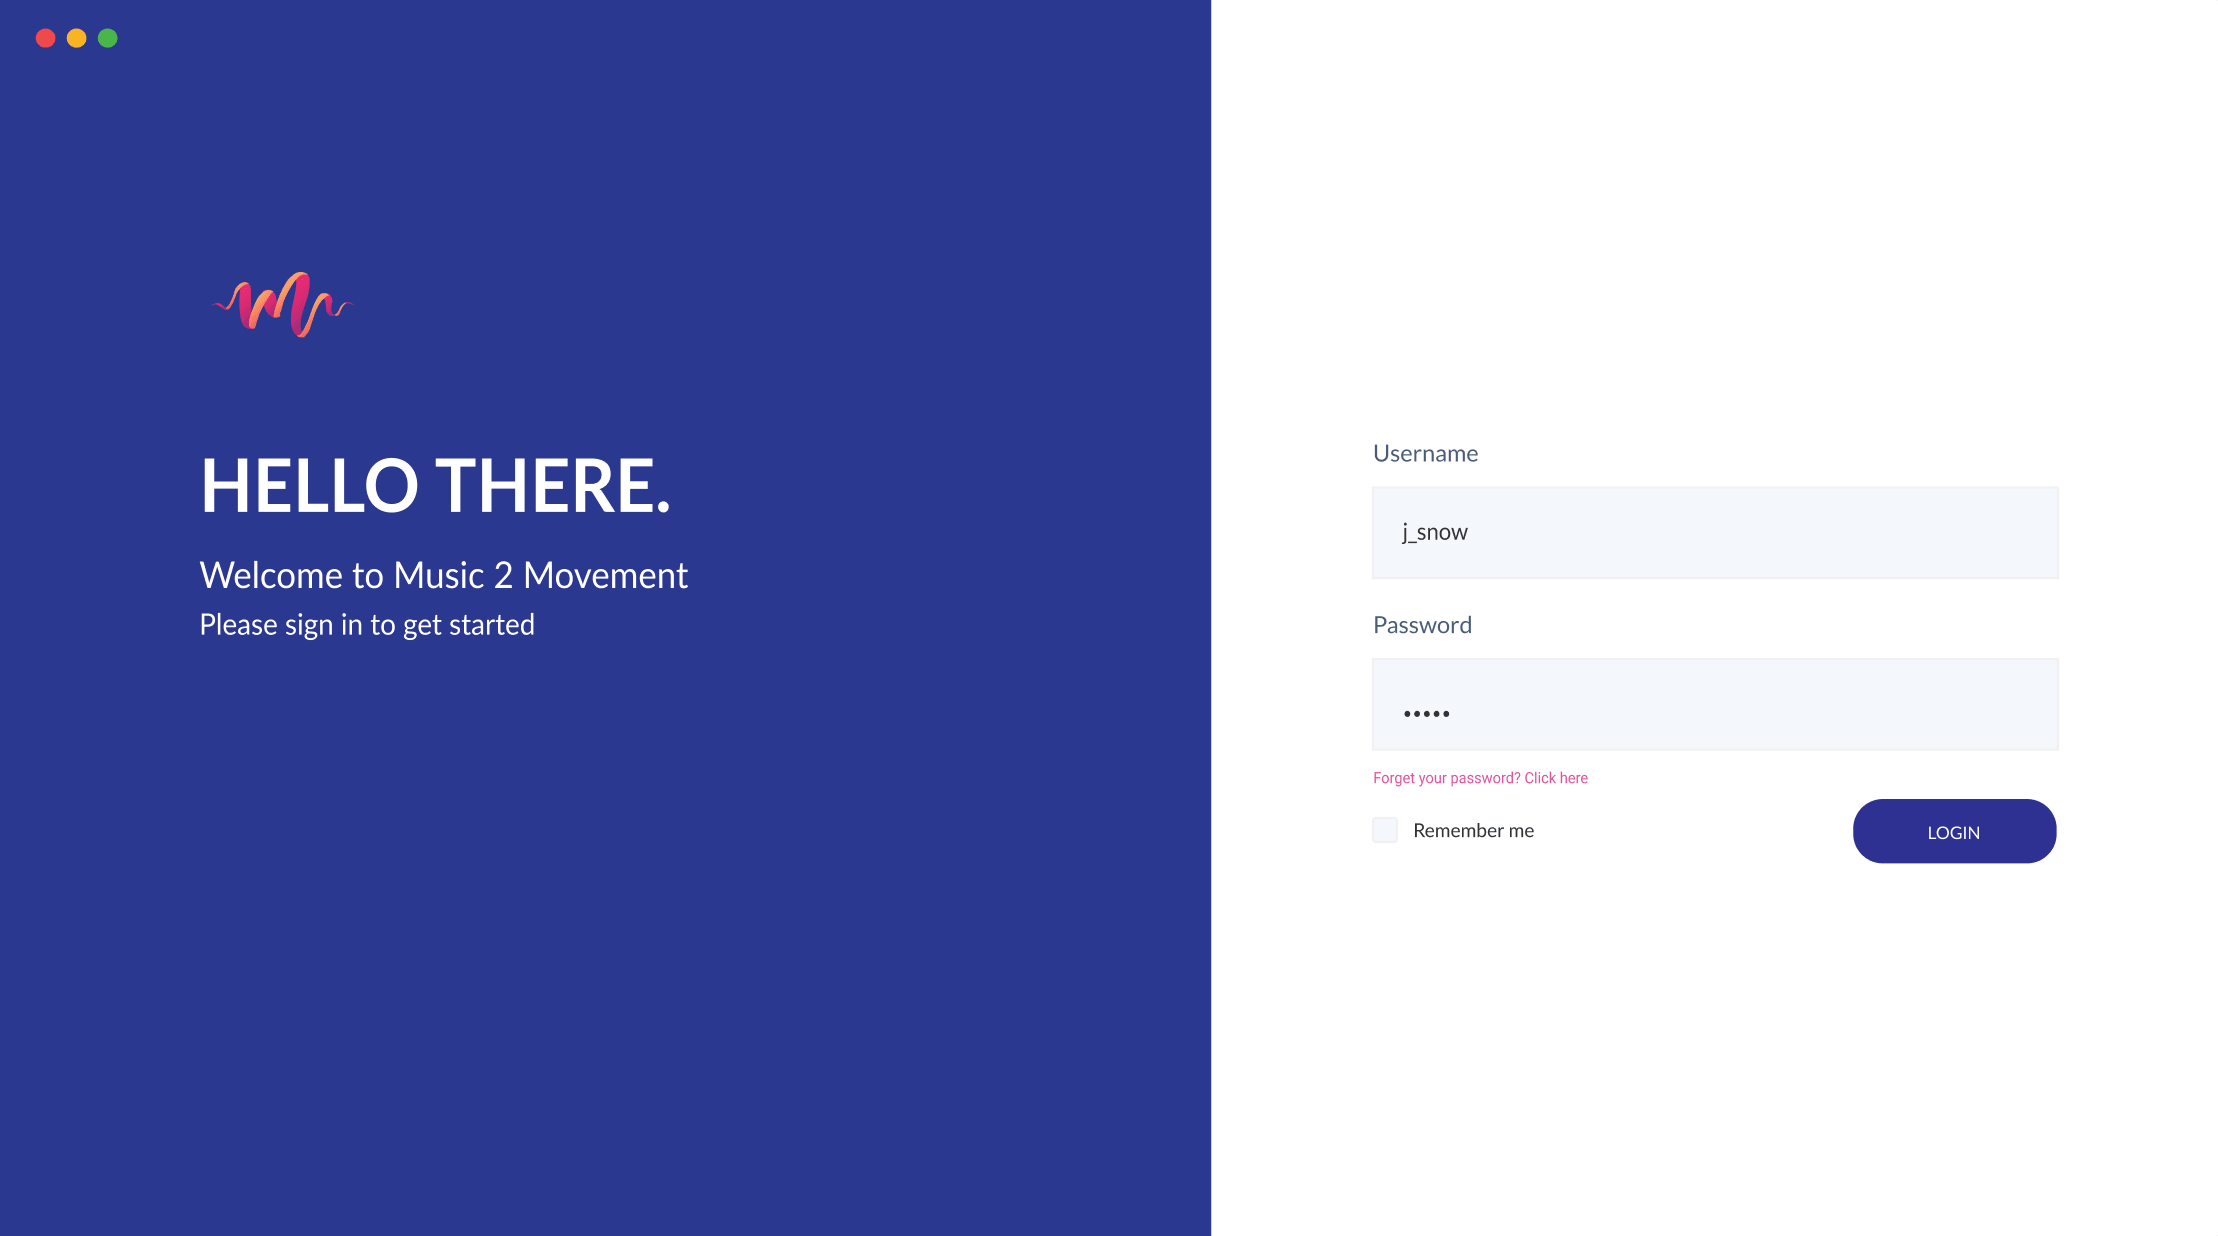 HELLO THERE.
Welcome to Music 2 Movement
Please sign in to get started
Username
j_snow
Password
•••••
Forget your password? Click here
Remember me
LOGIN